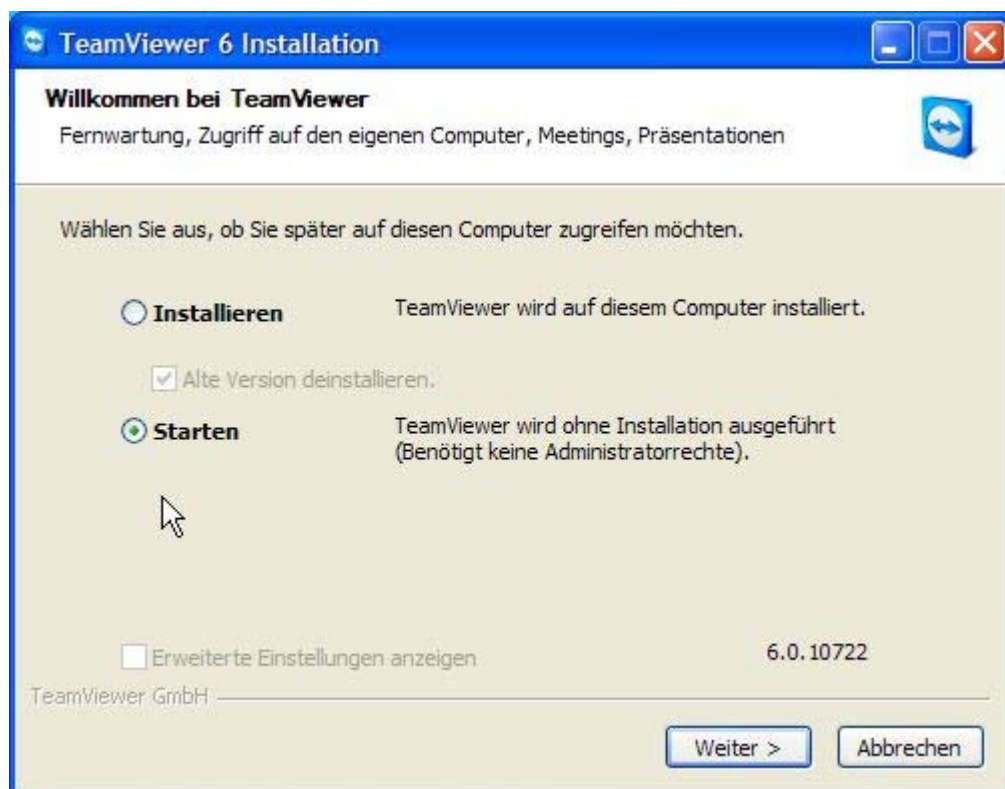 TeamViewer 6 Installation
Willkommen bei TeamViewer
Fernwartung, Zugriff auf den eigenen Computer, Meetings, Präsentationen
Wählen Sie aus, ob Sie später auf diesen Computer zugreifen möchten.
Installieren TeamViewer wird auf diesem Computer installiert.
Alte Version deinstallieren.
Starten TeamViewer wird ohne Installation ausgeführt
(Benötigt keine Administratorrechte).
Erweiterte Einstellungen anzeigen 6.0.10722
TeamViewer GmbH
Weiter > Abbrechen